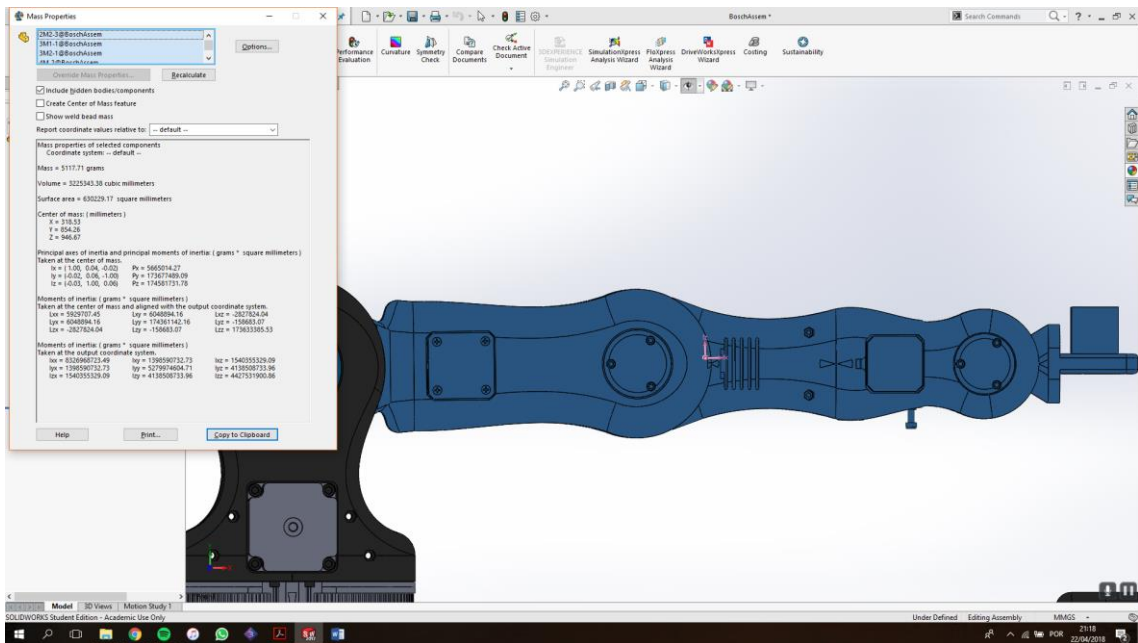 Mass Properties
BoschAssem *
Search Commands
2M2-3@BoschAssem
3M1-1@BoschAssem
3M2-1@BoschAssem
Options...
Override Mass Properties...
Recalculate
Include hidden bodies/components
Create Center of Mass feature
Show weld bead mass
Report coordinate values relative to:
-- default --
Performance Evaluation
Curvature
Symmetry Check
Compare Documents
Check Active Document
3DEXPERIENCE Simulation Engineer
SimulationXpress Analysis Wizard
FloXpress Analysis Wizard
DriveWorksXpress Wizard
Costing
Sustainability
Mass properties of selected components
Coordinate system: -- default --
Mass = 5117.71 grams
Volume = 3225343.38 cubic millimeters
Surface area = 630229.17 square millimeters
Center of mass: ( millimeters )
X = 318.53
Y = 854.26
Z = 946.67
Principal axes of inertia and principal moments of inertia: ( grams * square millimeters )
Taken at the center of mass.
Ix = ( 1.00, 0.04, -0.02) Px = 5665014.27
Iy = (-0.02, 0.06, -1.00) Py = 173677489.09
Iz = (-0.03, 1.00, 0.06) Pz = 174581731.78
Moments of inertia: ( grams * square millimeters )
Taken at the center of mass and aligned with the output coordinate system.
Lxx = 5929707.45 Lxy = 6048894.16 Lxz = -2827824.04
Lyx = 6048894.16 Lyy = 174361142.16 Lyz = -158683.07
Lzx = -2827824.04 Lzy = -158683.07 Lzz = 173633385.53
Moments of inertia: ( grams * square millimeters )
Taken at the output coordinate system.
Ixx = 8326968723.49 Ixy = 1398590732.73 Ixz = 1540355329.09
Iyx = 1398590732.73 Iyy = 5279974604.71 Iyz = 4138508733.96
Izx = 1540355329.09 Izy = 4138508733.96 Izz = 4427531900.86
Help
Print...
Copy to Clipboard
Model
3D Views
Motion Study 1
SOLIDWORKS Student Edition - Academic Use Only
Under Defined
Editing Assembly
MMGS
POR
21:18
22/04/2018